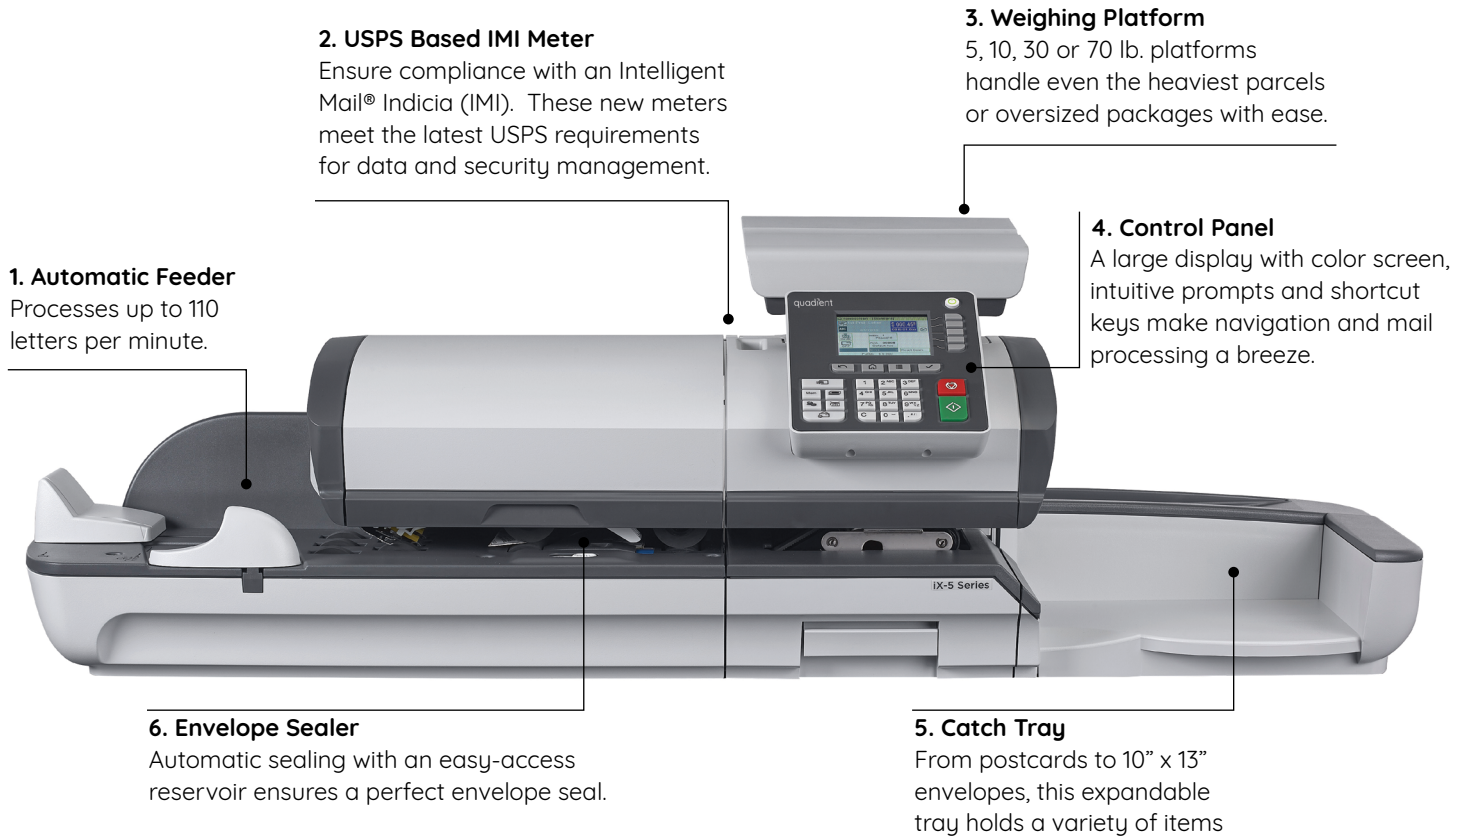 3. Weighing Platform
5, 10, 30 or 70 lb. platforms
handle even the heaviest parcels
or oversized packages with ease.
2. USPS Based IMI Meter
Ensure compliance with an Intelligent
Mail® Indicia (IMI).  These new meters
meet the latest USPS requirements
for data and security management.
4. Control Panel
A large display with color screen,
intuitive prompts and shortcut
keys make navigation and mail
processing a breeze.
1. Automatic Feeder
Processes up to 110
letters per minute.
quadient
iX-5 Series
6. Envelope Sealer
Automatic sealing with an easy-access
reservoir ensures a perfect envelope seal.
5. Catch Tray
From postcards to 10” x 13”
envelopes, this expandable
tray holds a variety of items